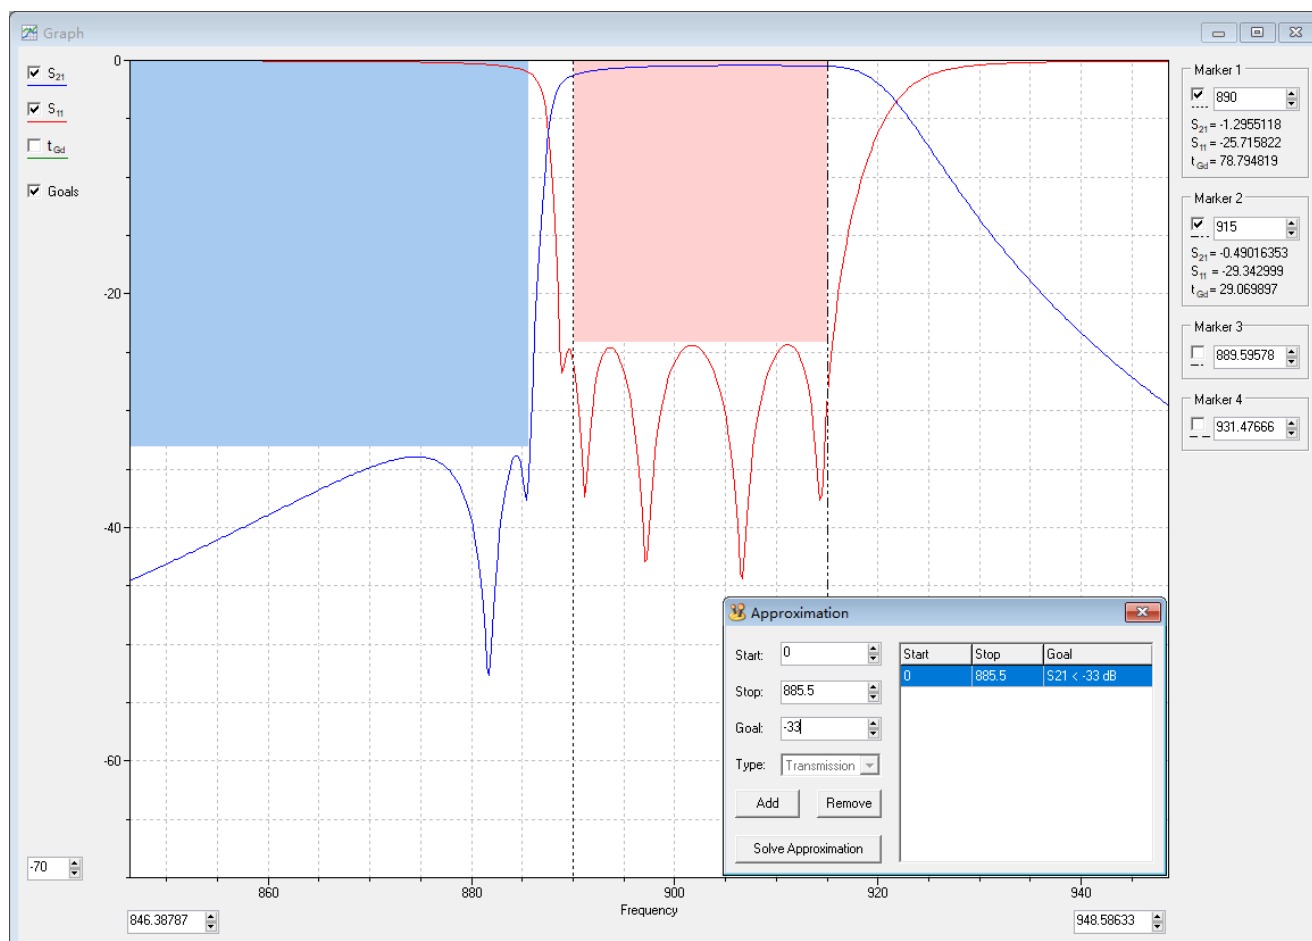 Graph
S21
S11
tGd
Goals
0
-20
-40
-60
-70
860
880
900
920
940
Frequency
846.38787
948.58633
Marker 1
890
S21 = -1.2955118
S11 = -25.715822
tGd = 78.794819
Marker 2
915
S21 = -0.49016353
S11 = -29.342999
tGd = 29.069897
Marker 3
889.59578
Marker 4
931.47666
Approximation
Start: 0
Stop: 885.5
Goal: -33
Type: Transmission
Add Remove
Solve Approximation
Start Stop Goal
0 885.5 S21 < -33 dB